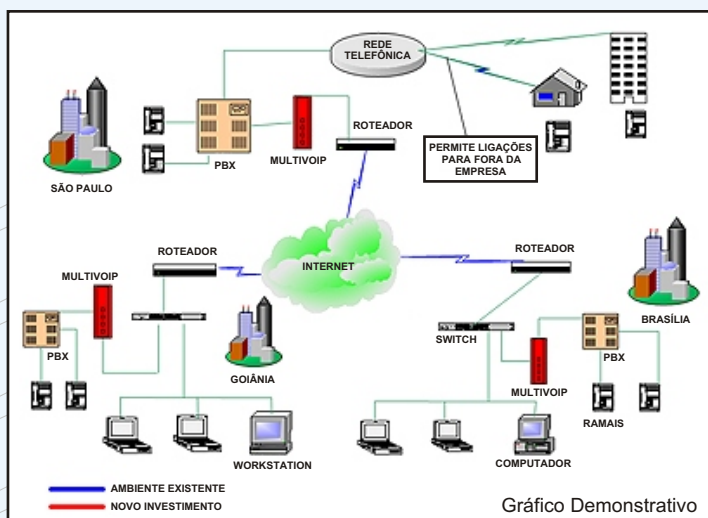 REDE
TELEFÔNICA
MULTIVOIP
ROTEADOR
PBX
SÃO PAULO
PERMITE LIGAÇÕES
PARA FORA DA
EMPRESA
ROTEADOR
INTERNET
ROTEADOR
MULTIVOIP
BRASÍLIA
PBX
GOIÂNIA
SWITCH
PBX
MULTIVOIP
RAMAIS
WORKSTATION
COMPUTADOR
AMBIENTE EXISTENTE
NOVO INVESTIMENTO
Gráfico Demonstrativo